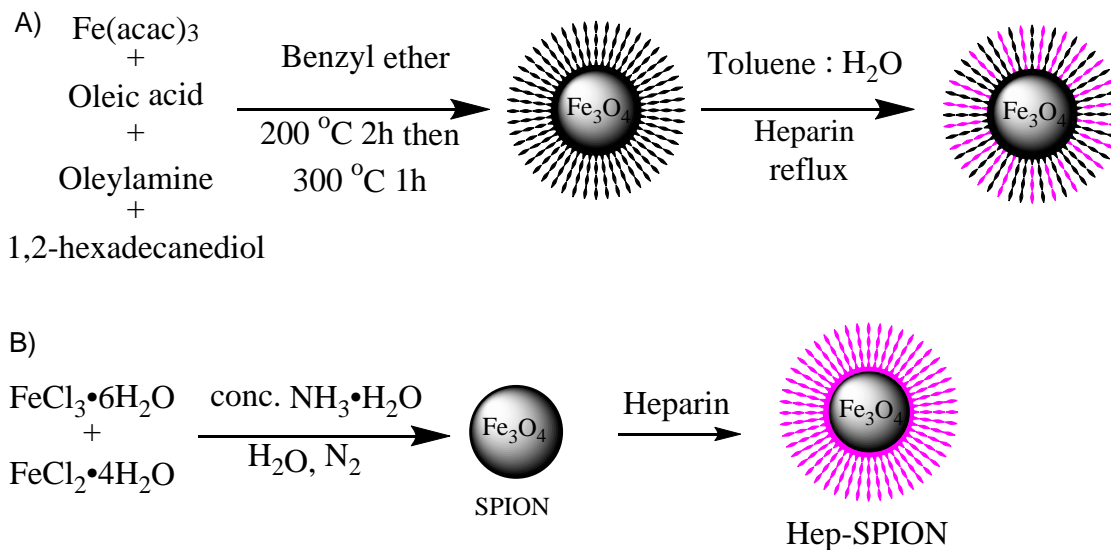 A)
Fe(acac)3
+
Oleic acid
+
Oleylamine
+
1,2-hexadecanediol
Benzyl ether
200 °C 2h then
300 °C 1h
Fe3O4
Toluene : H2O
Heparin
reflux
Fe3O4
B)
FeCl3•6H2O
+
FeCl2•4H2O
conc. NH3•H2O
H2O, N2
Fe3O4
SPION
Heparin
Fe3O4
Hep-SPION